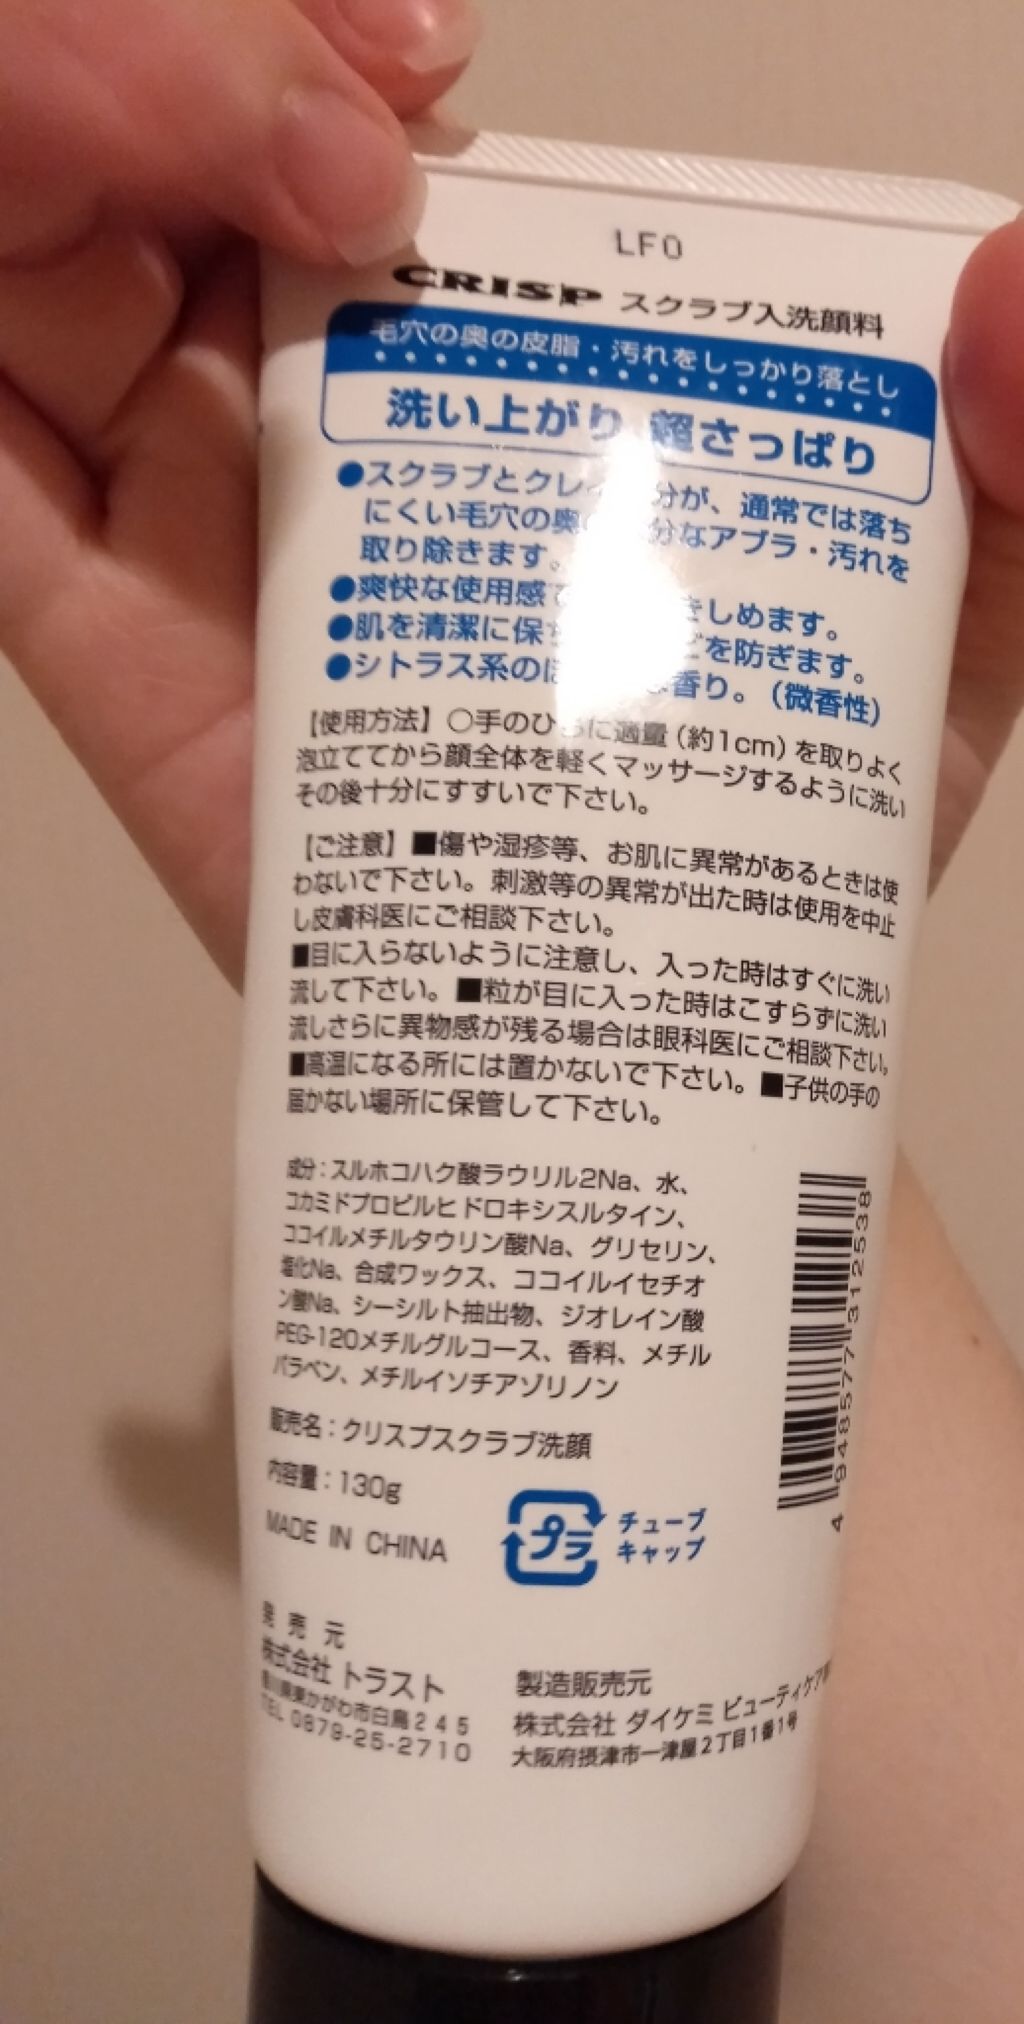 LF0
CRISP スクラブ入洗顔料
毛穴の奥の皮脂・汚れをしっかり落とし
洗い上がり 超さっぱり
●スクラブとクレイ 分が、通常では落ち
にくい毛穴の奥 分なアブラ・汚れを
取り除きます。
●爽快な使用感で きしめます。
●肌を清潔に保ち を防ぎます。
●シトラス系のほ な香り。(微香性)
【使用方法】○手のひらに適量(約1cm)を取りよく
泡立ててから顔全体を軽くマッサージするように洗い
その後十分にすすいで下さい。
【ご注意】■傷や湿疹等、お肌に異常があるときは使
わないで下さい。刺激等の異常が出た時は使用を中止
し皮膚科医にご相談下さい。
■目に入らないように注意し、入った時はすぐに洗い
流して下さい。■粒が目に入った時はこすらずに洗い
流しさらに異物感が残る場合は眼科医にご相談下さい。
■高温になる所には置かないで下さい。■子供の手の
届かない場所に保管して下さい。
成分:スルホコハク酸ラウリル2Na、水、
コカミドプロピルヒドロキシスルタイン、
ココイルメチルタウリン酸Na、グリセリン、
塩化Na、合成ワックス、ココイルイセチオ
ン酸Na、シーシルト抽出物、ジオレイン酸
PEG-120メチルグルコース、香料、メチル
パラベン、メチルイソチアゾリノン
4 948577 312538
販売名:クリスプスクラブ洗顔
内容量:130g
MADE IN CHINA
プラ
チューブ
キャップ
発売元
株式会社 トラスト
香川県東かがわ市白鳥245
TEL 0879-25-2710
製造販売元
株式会社 ダイケミ ビューティケア
大阪府摂津市一津屋2丁目1番1号